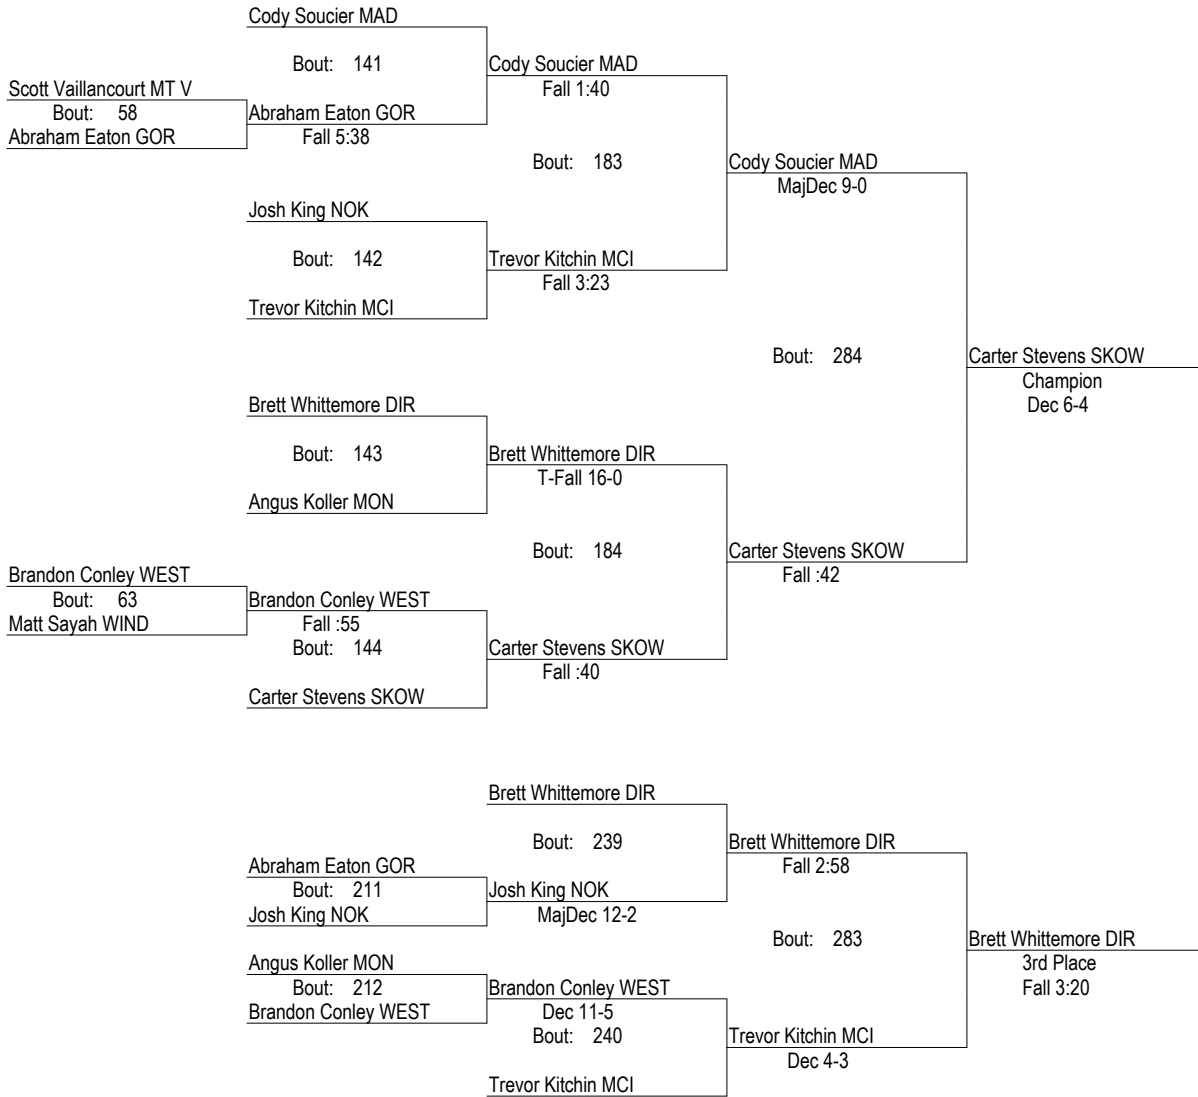 Cody Soucier MAD
Bout: 141
Cody Soucier MAD
Fall 1:40
Scott Vaillancourt MT V
Bout: 58
Abraham Eaton GOR
Abraham Eaton GOR
Fall 5:38
Bout: 183
Cody Soucier MAD
MajDec 9-0
Josh King NOK
Bout: 142
Trevor Kitchin MCI
Fall 3:23
Trevor Kitchin MCI
Bout: 284
Carter Stevens SKOW
Champion
Dec 6-4
Brett Whittemore DIR
Bout: 143
Brett Whittemore DIR
T-Fall 16-0
Angus Koller MON
Bout: 184
Carter Stevens SKOW
Fall :42
Brandon Conley WEST
Bout: 63
Matt Sayah WIND
Brandon Conley WEST
Fall :55
Bout: 144
Carter Stevens SKOW
Fall :40
Carter Stevens SKOW
Brett Whittemore DIR
Bout: 239
Brett Whittemore DIR
Fall 2:58
Abraham Eaton GOR
Bout: 211
Josh King NOK
Josh King NOK
MajDec 12-2
Bout: 283
Brett Whittemore DIR
3rd Place
Fall 3:20
Angus Koller MON
Bout: 212
Brandon Conley WEST
Brandon Conley WEST
Dec 11-5
Bout: 240
Trevor Kitchin MCI
Dec 4-3
Trevor Kitchin MCI